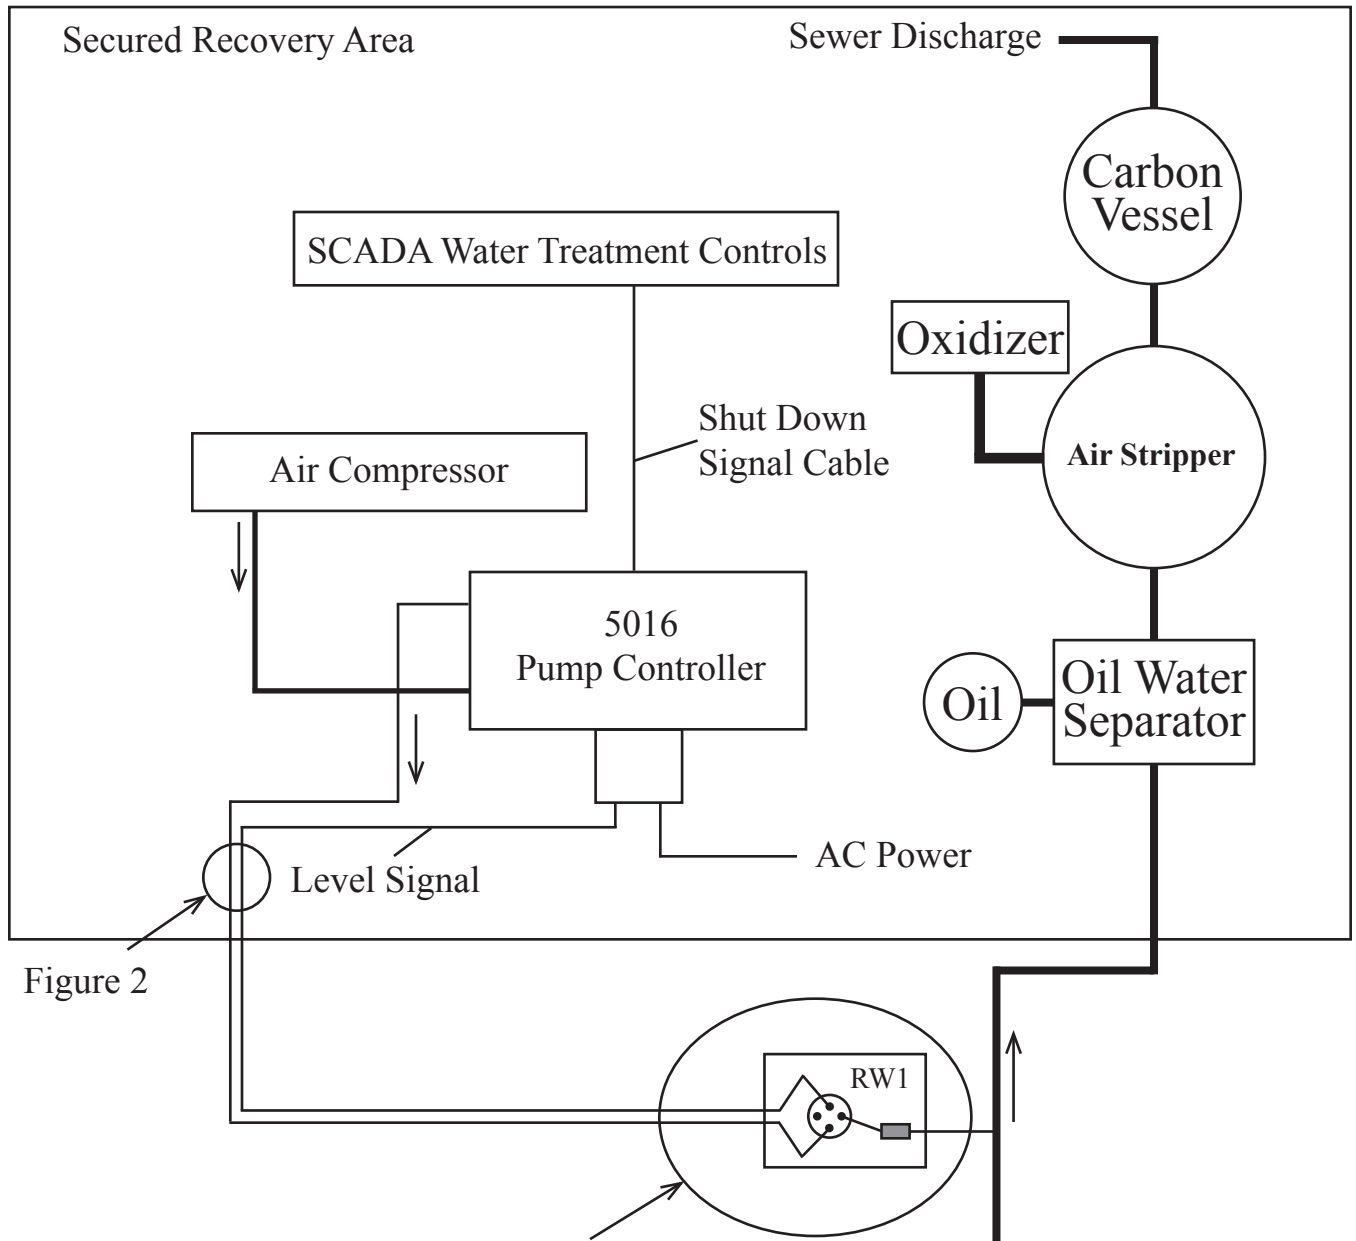 Secured Recovery Area
Sewer Discharge
Carbon
Vessel
SCADA Water Treatment Controls
Oxidizer
Shut Down
Signal Cable
Air Stripper
Air Compressor
5016
Pump Controller
Oil
Oil Water
Separator
AC Power
Level Signal
Figure 2
RW1